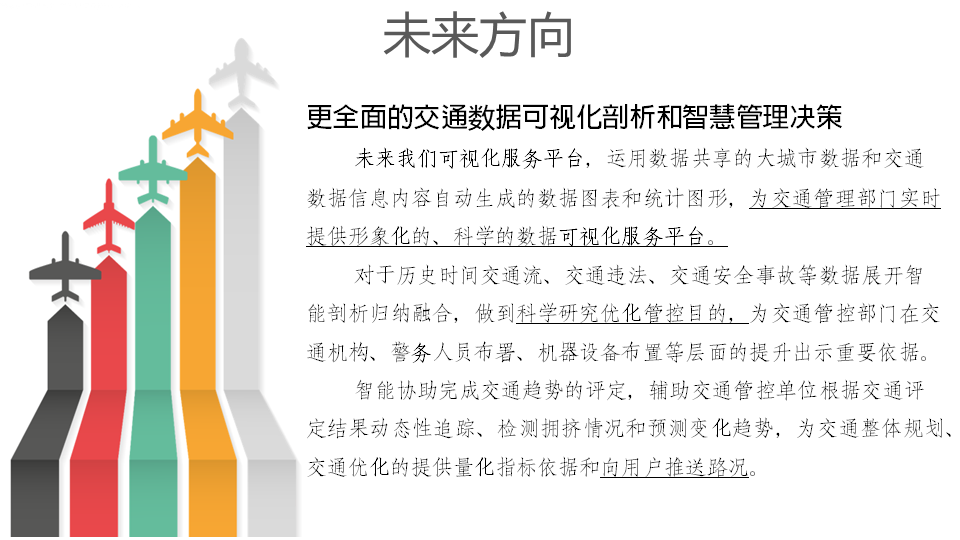 未来方向
更全面的交通数据可视化剖析和智慧管理决策
未来我们可视化服务平台，运用数据共享的大城市数据和交通
数据信息内容自动生成的数据图表和统计图形，为交通管理部门实时
提供形象化的、科学的数据可视化服务平台。
对于历史时间交通流、交通违法、交通安全事故等数据展开智
能剖析归纳融合，做到科学研究优化管控目的，为交通管控部门在交
通机构、警务人员布署、机器设备布置等层面的提升出示重要依据。
智能协助完成交通趋势的评定，辅助交通管控单位根据交通评
定结果动态性追踪、检测拥挤情况和预测变化趋势，为交通整体规划、
交通优化的提供量化指标依据和向用户推送路况。